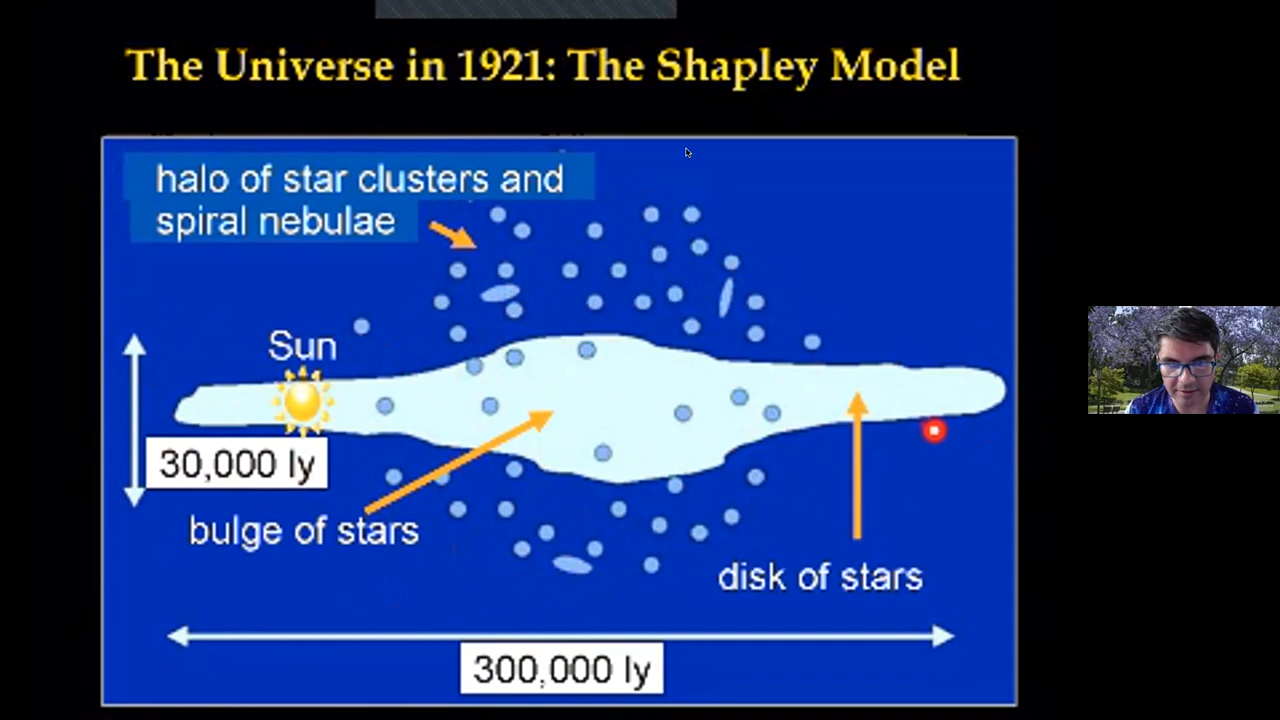 The Universe in 1921: The Shapley Model
halo of star clusters and
spiral nebulae
Sun
30,000 ly
bulge of stars
disk of stars
300,000 ly